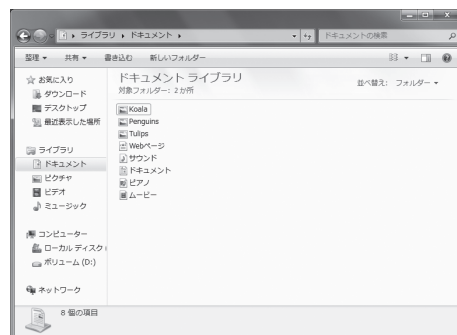 ライブラリ ▸ ドキュメント ▸
ドキュメントの検索
整理 ▼ 共有 ▼ 書き込む 新しいフォルダー
お気に入り
ダウンロード
デスクトップ
最近表示した場所
ライブラリ
ドキュメント
ピクチャ
ビデオ
ミュージック
コンピューター
ローカル ディスク
ボリューム (D:)
ネットワーク
ドキュメント ライブラリ
対象フォルダー: 2 か所
並べ替え: フォルダー ▼
Koala
Penguins
Tulips
Webページ
サウンド
ドキュメント
ピアノ
ムービー
8 個の項目